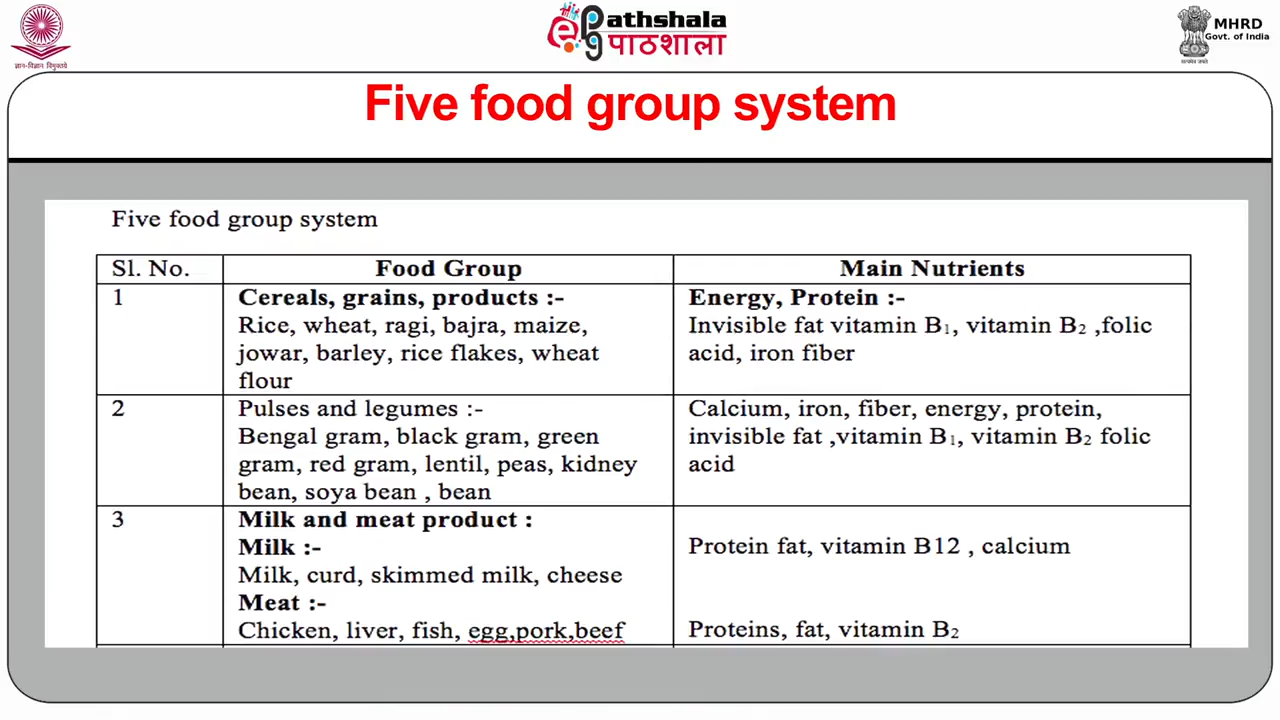 ज्ञान-विज्ञान विमुक्तये
ePathshala
पाठशाला
MHRD
Govt. of India
सत्यमेव जयते
Five food group system
Five food group system
Sl. No. Food Group Main Nutrients
1 Cereals, grains, products :- Energy, Protein :-
Rice, wheat, ragi, bajra, maize, Invisible fat vitamin B₁, vitamin B₂ ,folic
jowar, barley, rice flakes, wheat acid, iron fiber
flour
2 Pulses and legumes :- Calcium, iron, fiber, energy, protein,
Bengal gram, black gram, green invisible fat ,vitamin B₁, vitamin B₂ folic
gram, red gram, lentil, peas, kidney acid
bean, soya bean , bean
3 Milk and meat product :
Milk :- Protein fat, vitamin B12 , calcium
Milk, curd, skimmed milk, cheese
Meat :-
Chicken, liver, fish, egg,pork,beef Proteins, fat, vitamin B₂